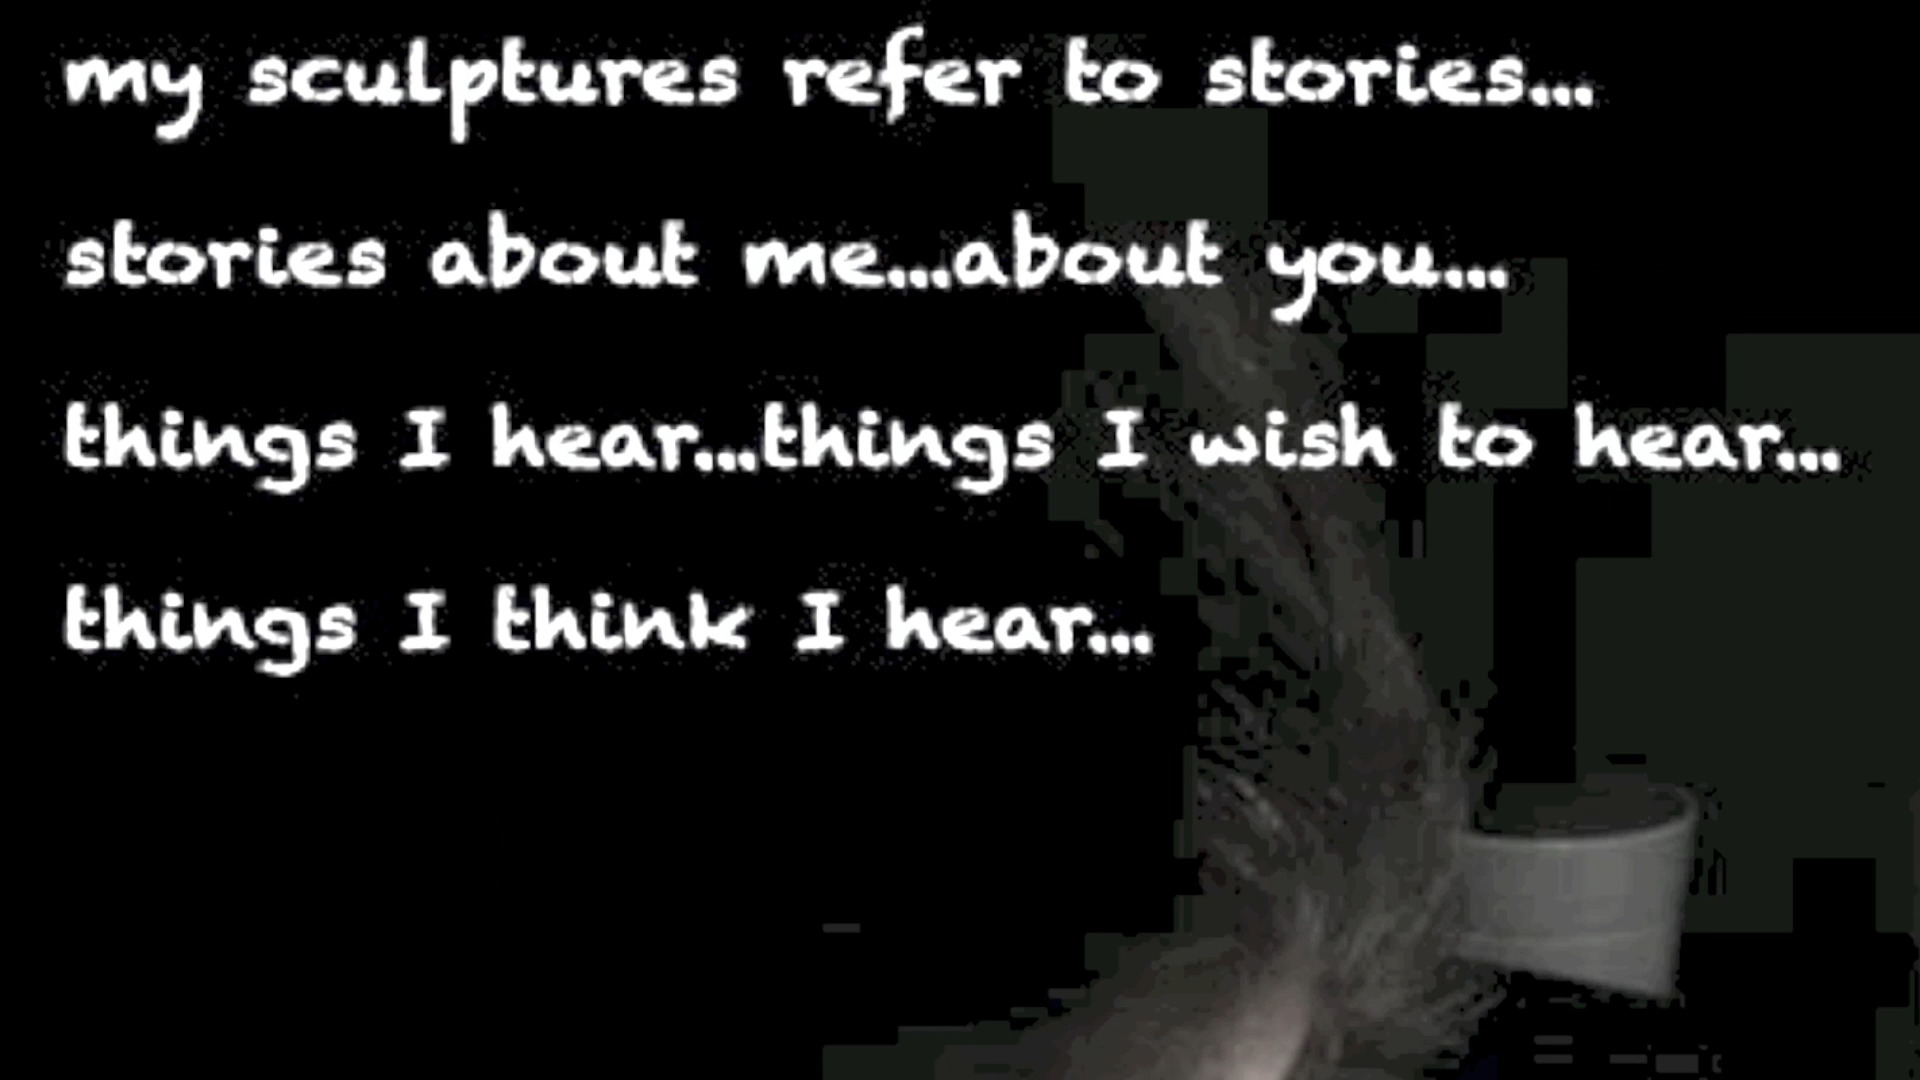 my sculptures refer to stories...
stories about me...about you...
things I hear...things I wish to hear...
things I think I hear...